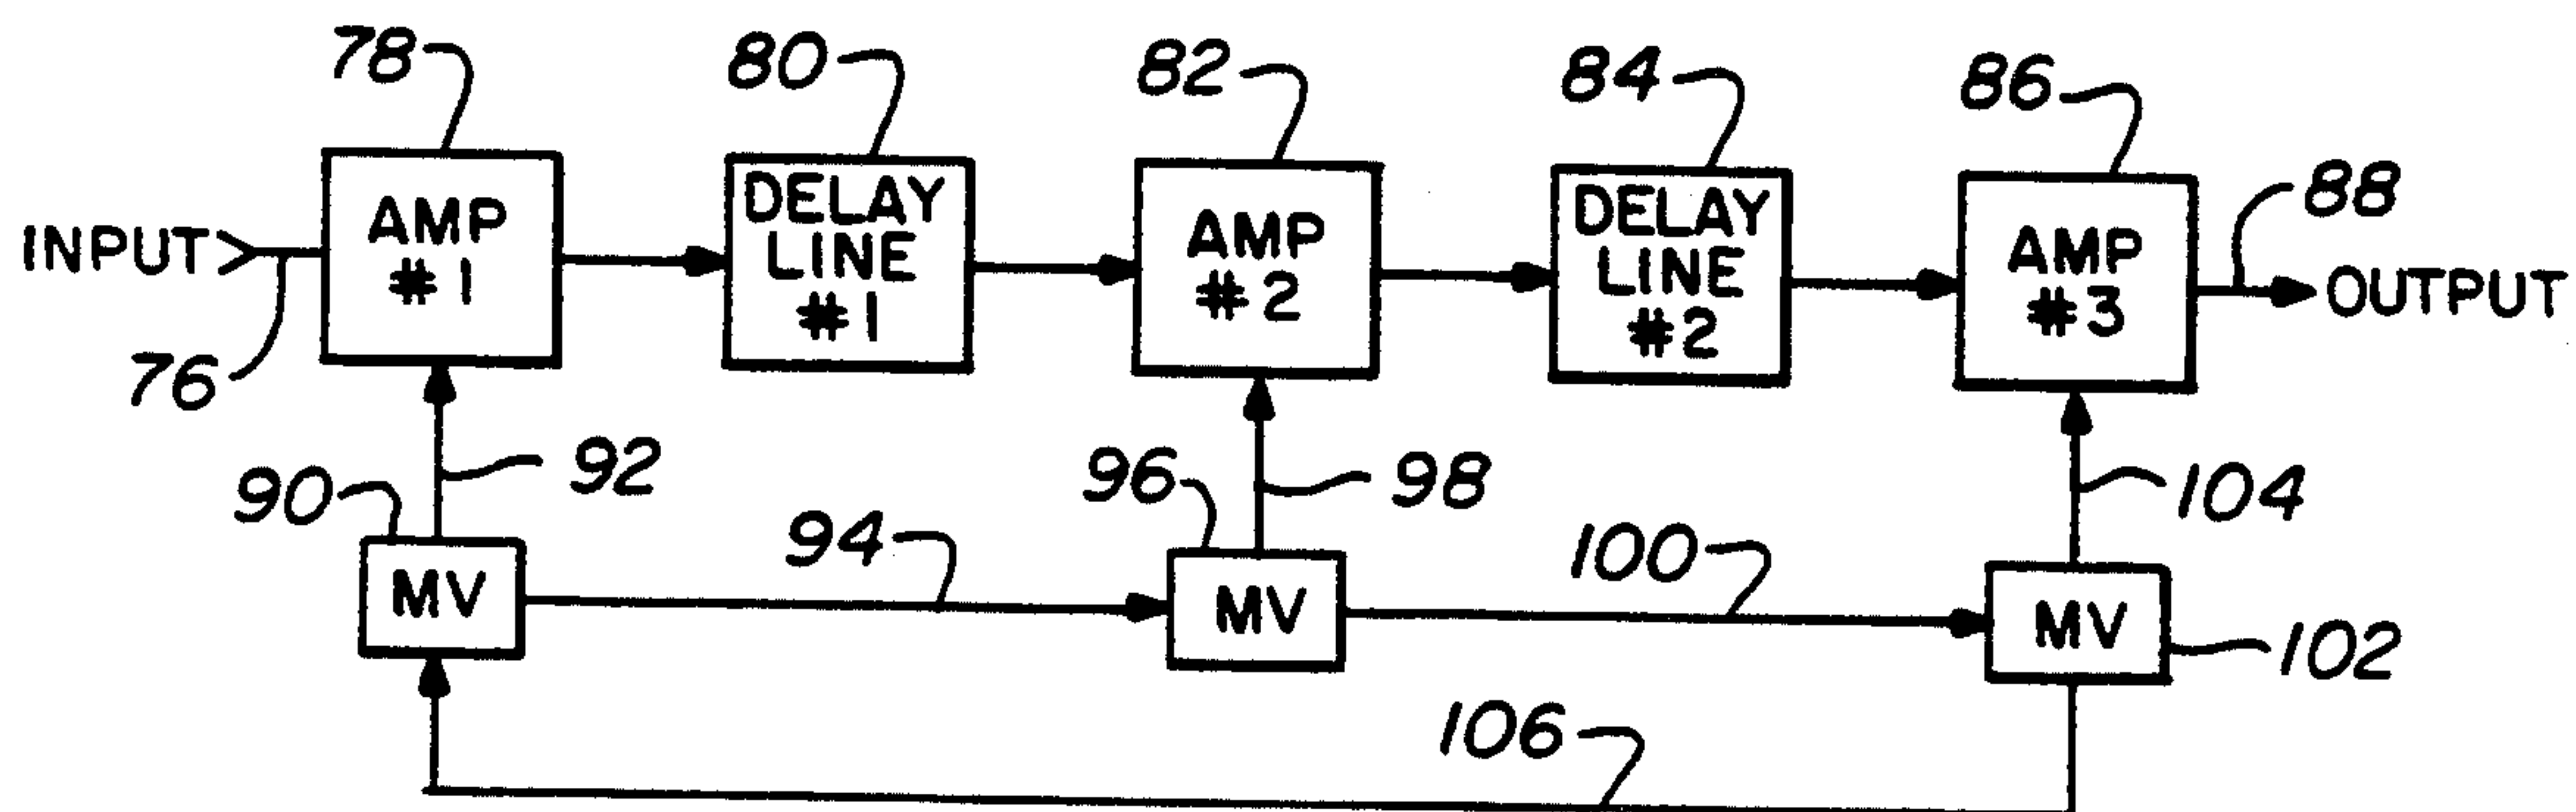 78
80
82
84
86
88
INPUT
AMP
#1
DELAY
LINE
#1
AMP
#2
DELAY
LINE
#2
AMP
#3
OUTPUT
76
90
92
94
96
98
100
104
MV
MV
MV
102
106